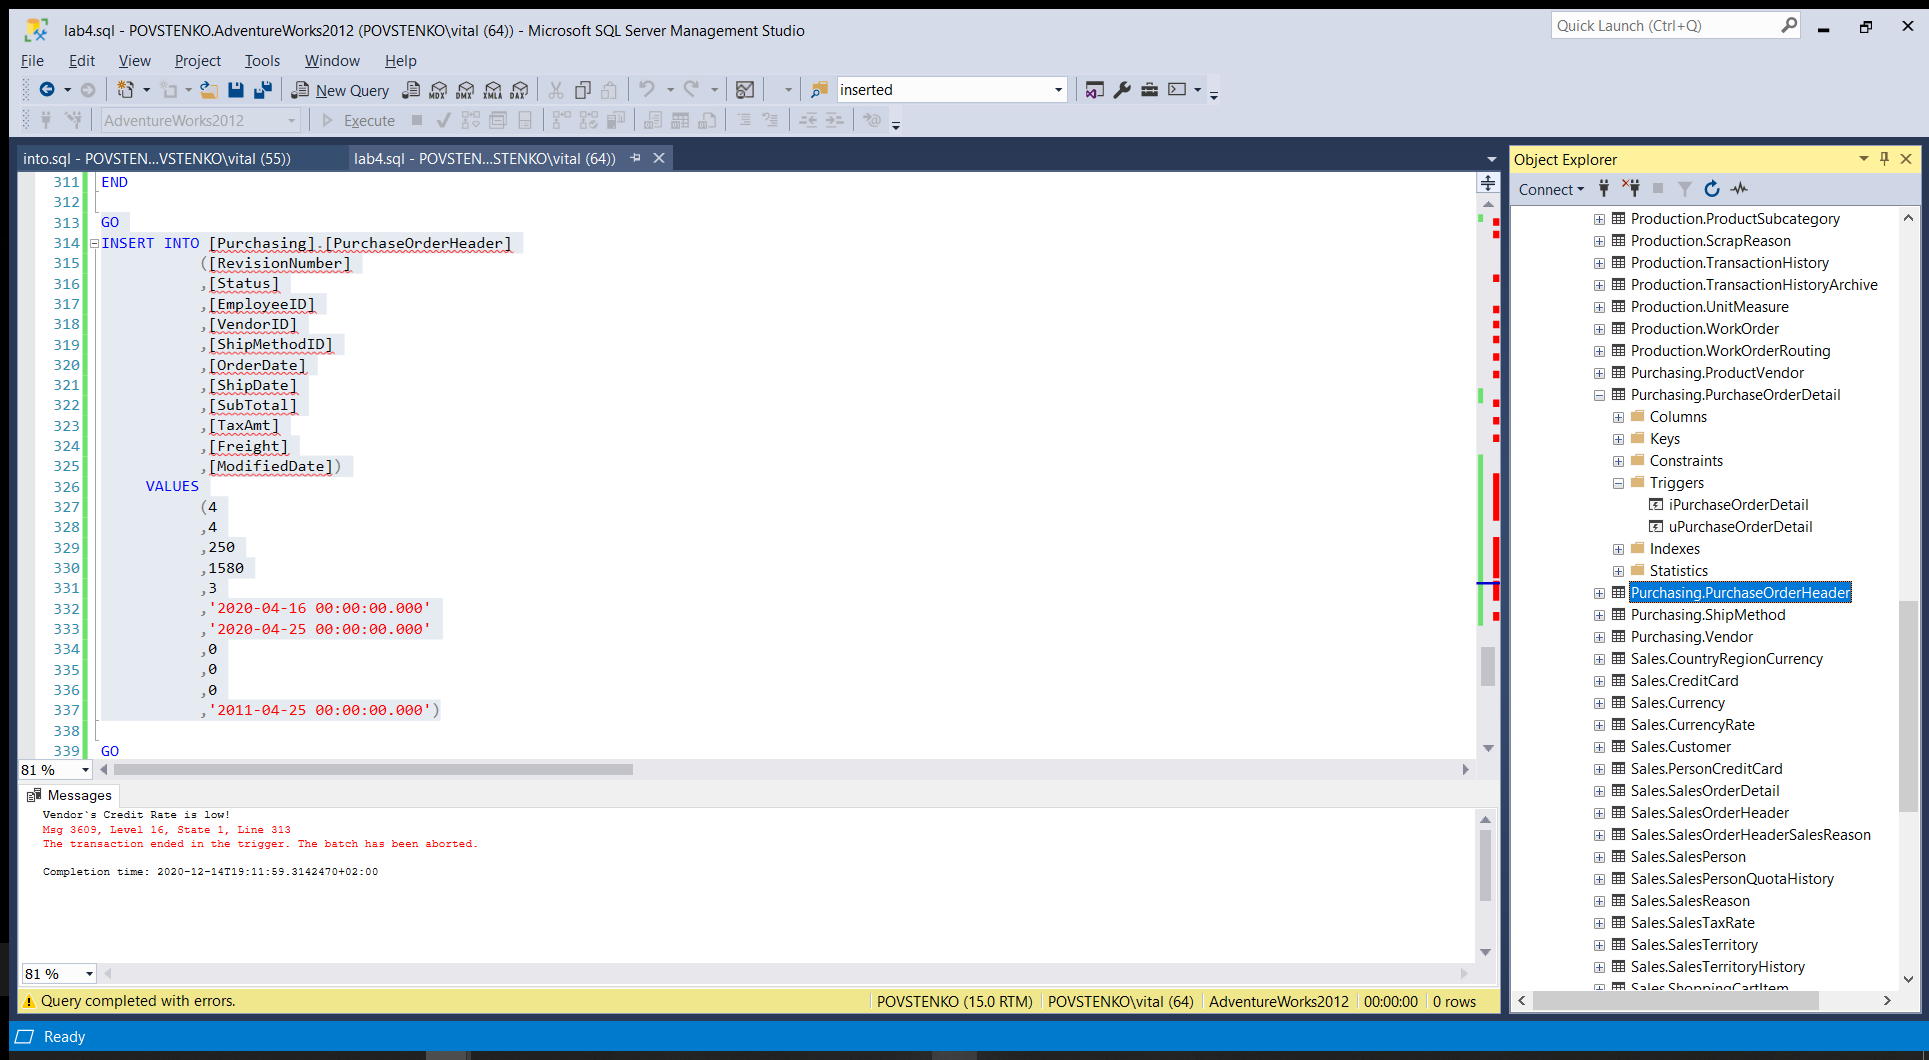 lab4.sql - POVSTENKO.AdventureWorks2012 (POVSTENKO\vital (64)) - Microsoft SQL Server Management Studio
Quick Launch (Ctrl+Q)
File Edit View Project Tools Window Help
New Query MDX DMX XMLA DAX inserted
AdventureWorks2012 Execute
into.sql - POVSTEN...VSTENKO\vital (55)) lab4.sql - POVSTEN...STENKO\vital (64))
311 END
312
313 GO
314 INSERT INTO [Purchasing].[PurchaseOrderHeader]
315 ([RevisionNumber]
316 ,[Status]
317 ,[EmployeeID]
318 ,[VendorID]
319 ,[ShipMethodID]
320 ,[OrderDate]
321 ,[ShipDate]
322 ,[SubTotal]
323 ,[TaxAmt]
324 ,[Freight]
325 ,[ModifiedDate])
326 VALUES
327 (4
328 ,4
329 ,250
330 ,1580
331 ,3
332 ,'2020-04-16 00:00:00.000'
333 ,'2020-04-25 00:00:00.000'
334 ,0
335 ,0
336 ,0
337 ,'2011-04-25 00:00:00.000')
338
339 GO
81 %
Messages
Vendor`s Credit Rate is low!
Msg 3609, Level 16, State 1, Line 313
The transaction ended in the trigger. The batch has been aborted.
Completion time: 2020-12-14T19:11:59.3142470+02:00
81 %
Query completed with errors. POVSTENKO (15.0 RTM) POVSTENKO\vital (64) AdventureWorks2012 00:00:00 0 rows
Object Explorer
Connect
Production.ProductSubcategory
Production.ScrapReason
Production.TransactionHistory
Production.TransactionHistoryArchive
Production.UnitMeasure
Production.WorkOrder
Production.WorkOrderRouting
Purchasing.ProductVendor
Purchasing.PurchaseOrderDetail
Columns
Keys
Constraints
Triggers
iPurchaseOrderDetail
uPurchaseOrderDetail
Indexes
Statistics
Purchasing.PurchaseOrderHeader
Purchasing.ShipMethod
Purchasing.Vendor
Sales.CountryRegionCurrency
Sales.CreditCard
Sales.Currency
Sales.CurrencyRate
Sales.Customer
Sales.PersonCreditCard
Sales.SalesOrderDetail
Sales.SalesOrderHeader
Sales.SalesOrderHeaderSalesReason
Sales.SalesPerson
Sales.SalesPersonQuotaHistory
Sales.SalesReason
Sales.SalesTaxRate
Sales.SalesTerritory
Sales.SalesTerritoryHistory
Sales.ShoppingCartItem
Ready